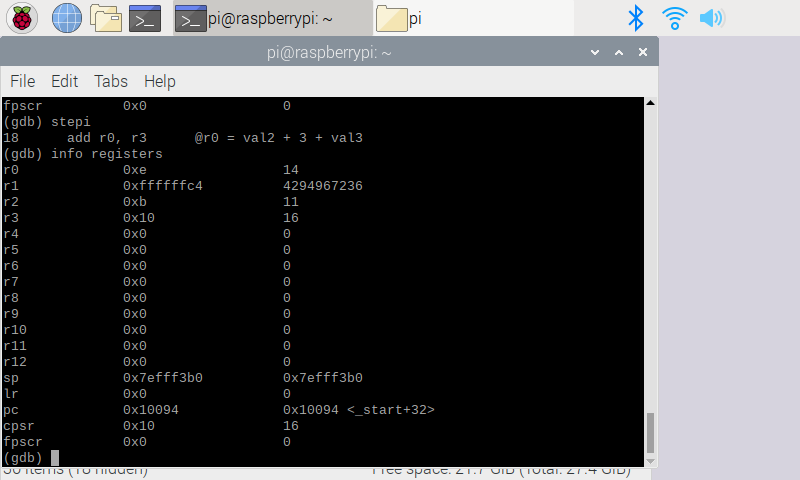 >_ >_ pi@raspberrypi: ~ pi
pi@raspberrypi: ~
File Edit Tabs Help
fpscr 0x0 0
(gdb) stepi
18 add r0, r3 @r0 = val2 + 3 + val3
(gdb) info registers
r0 0xe 14
r1 0xffffffc4 4294967236
r2 0xb 11
r3 0x10 16
r4 0x0 0
r5 0x0 0
r6 0x0 0
r7 0x0 0
r8 0x0 0
r9 0x0 0
r10 0x0 0
r11 0x0 0
r12 0x0 0
sp 0x7efff3b0 0x7efff3b0
lr 0x0 0
pc 0x10094 0x10094 <_start+32>
cpsr 0x10 16
fpscr 0x0 0
(gdb)
items (18 hidden) Free space: 21.7 GiB (Total: 27.4 GiB)